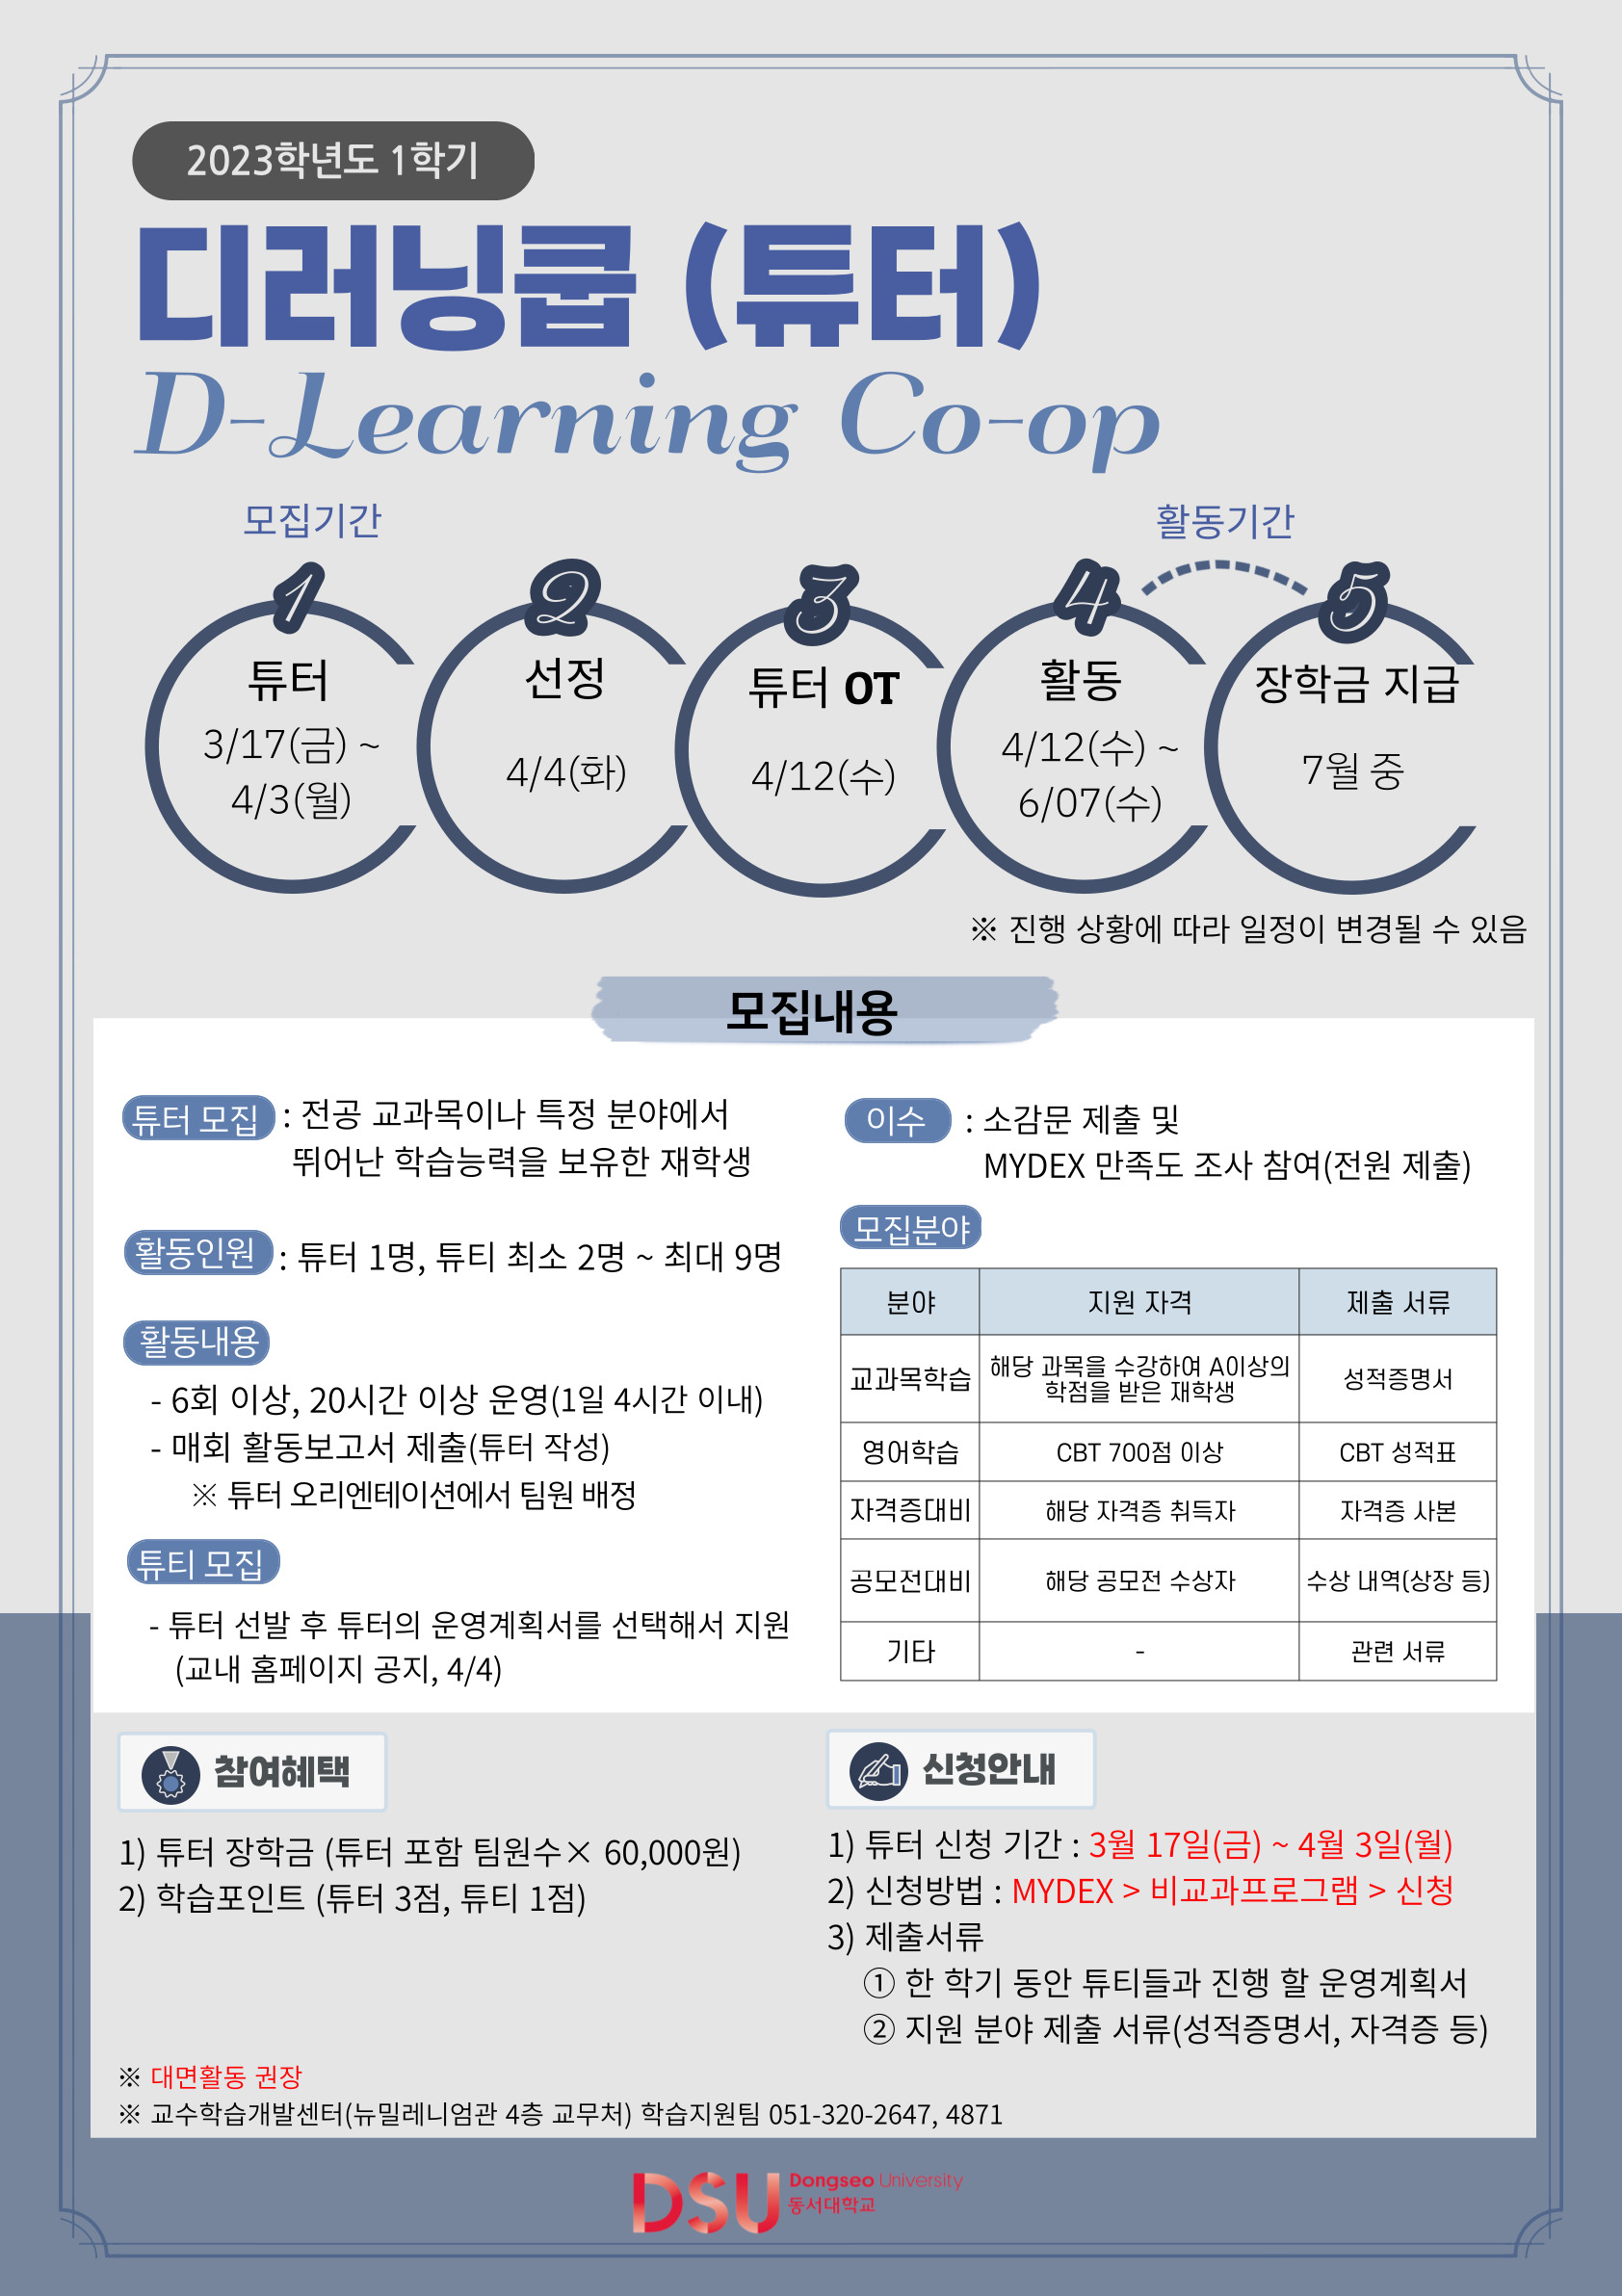 2023학년도 1학기
디러닝쿱 (튜터)
D-Learning Co-op
모집기간
활동기간
1
튜터
3/17(금) ~
4/3(월)
2
선정
4/4(화)
3
튜터 OT
4/12(수)
4
활동
4/12(수) ~
6/07(수)
5
장학금 지급
7월 중
※ 진행 상황에 따라 일정이 변경될 수 있음
모집내용
튜터 모집 : 전공 교과목이나 특정 분야에서
뛰어난 학습능력을 보유한 재학생
활동인원 : 튜터 1명, 튜티 최소 2명 ~ 최대 9명
활동내용
- 6회 이상, 20시간 이상 운영(1일 4시간 이내)
- 매회 활동보고서 제출(튜터 작성)
※ 튜터 오리엔테이션에서 팀원 배정
튜티 모집
- 튜터 선발 후 튜터의 운영계획서를 선택해서 지원
(교내 홈페이지 공지, 4/4)
이수 : 소감문 제출 및
MYDEX 만족도 조사 참여(전원 제출)
모집분야
분야 지원 자격 제출 서류
교과목학습 해당 과목을 수강하여 A이상의 학점을 받은 재학생 성적증명서
영어학습 CBT 700점 이상 CBT 성적표
자격증대비 해당 자격증 취득자 자격증 사본
공모전대비 해당 공모전 수상자 수상 내역(상장 등)
기타 - 관련 서류
참여혜택
1) 튜터 장학금 (튜터 포함 팀원수× 60,000원)
2) 학습포인트 (튜터 3점, 튜티 1점)
신청안내
1) 튜터 신청 기간 : 3월 17일(금) ~ 4월 3일(월)
2) 신청방법 : MYDEX > 비교과프로그램 > 신청
3) 제출서류
① 한 학기 동안 튜티들과 진행 할 운영계획서
② 지원 분야 제출 서류(성적증명서, 자격증 등)
※ 대면활동 권장
※ 교수학습개발센터(뉴밀레니엄관 4층 교무처) 학습지원팀 051-320-2647, 4871
DSU Dongseo University
동서대학교